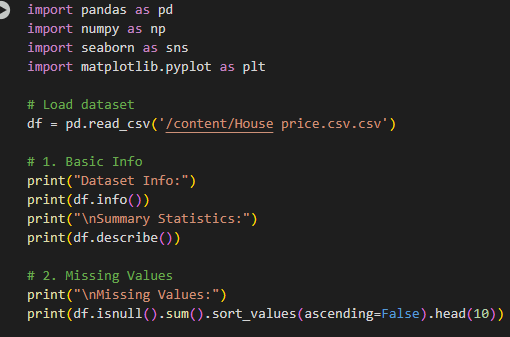 import pandas as pd
import numpy as np
import seaborn as sns
import matplotlib.pyplot as plt
# Load dataset
df = pd.read_csv('/content/House price.csv.csv')
# 1. Basic Info
print("Dataset Info:")
print(df.info())
print("\nSummary Statistics:")
print(df.describe())
# 2. Missing Values
print("\nMissing Values:")
print(df.isnull().sum().sort_values(ascending=False).head(10))